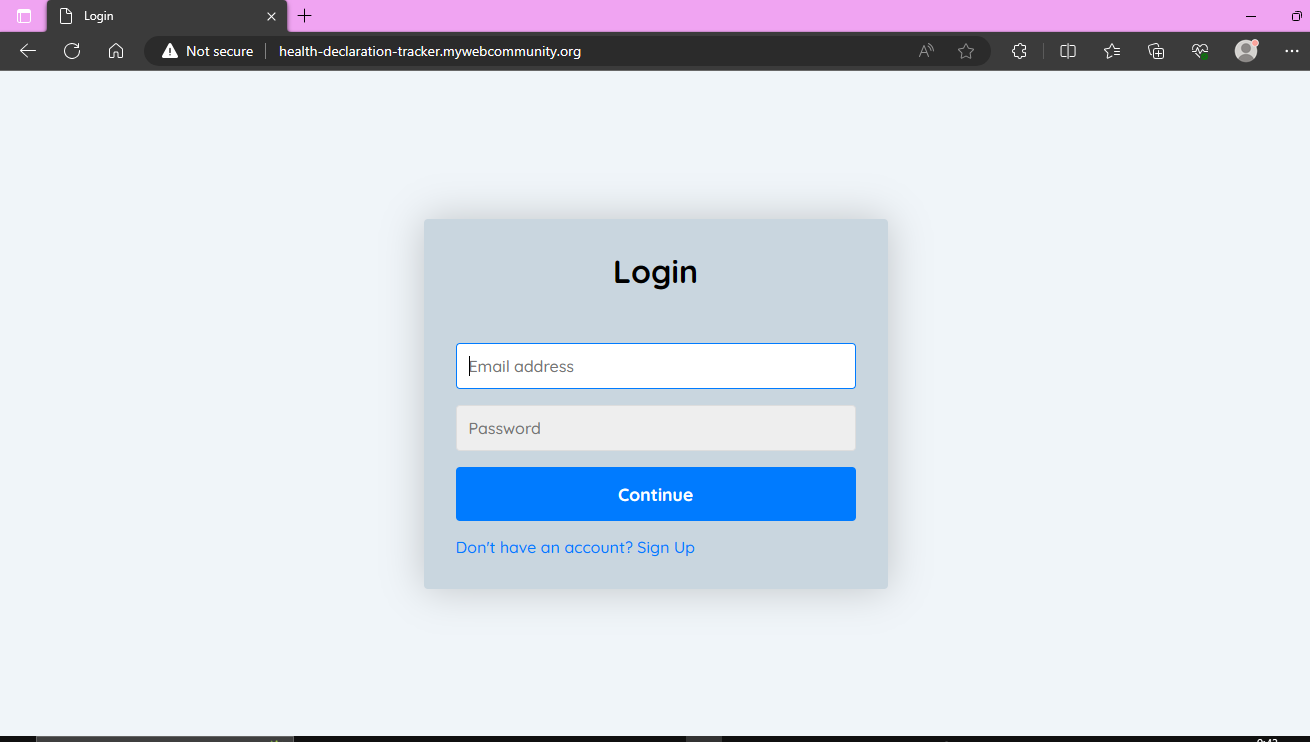 Login
Not secure
health-declaration-tracker.mywebcommunity.org
Login
Email address
Password
Continue
Don't have an account? Sign Up